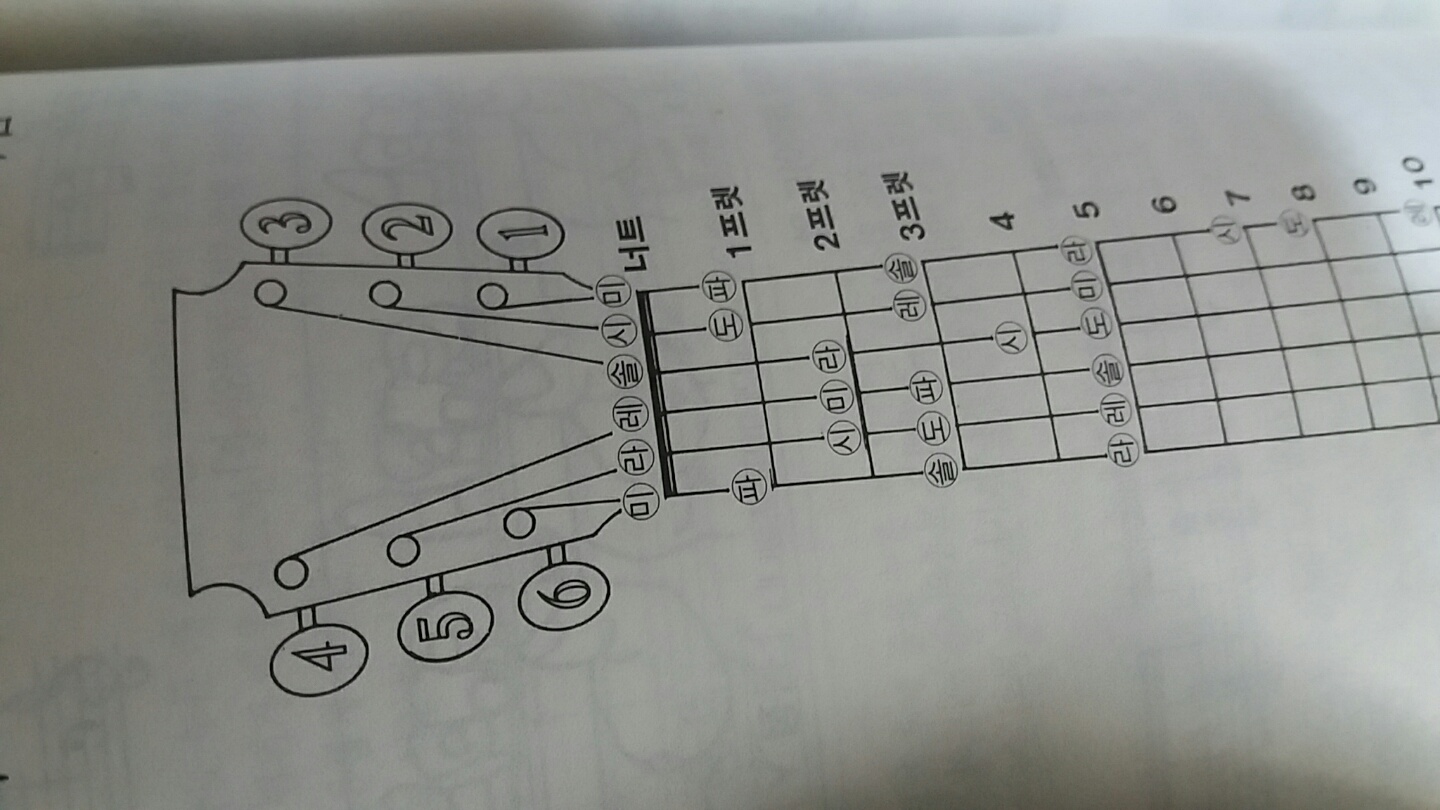 ④ ③
⑤ ②
⑥ ①
미 라 레 솔 시 미 너트
파 도 파 1프렛
시 미 라 2프렛
솔 도 파 레 솔 3프렛
시 4
라 레 솔 도 미 라 5
6
시 7
도 8
9
레 10